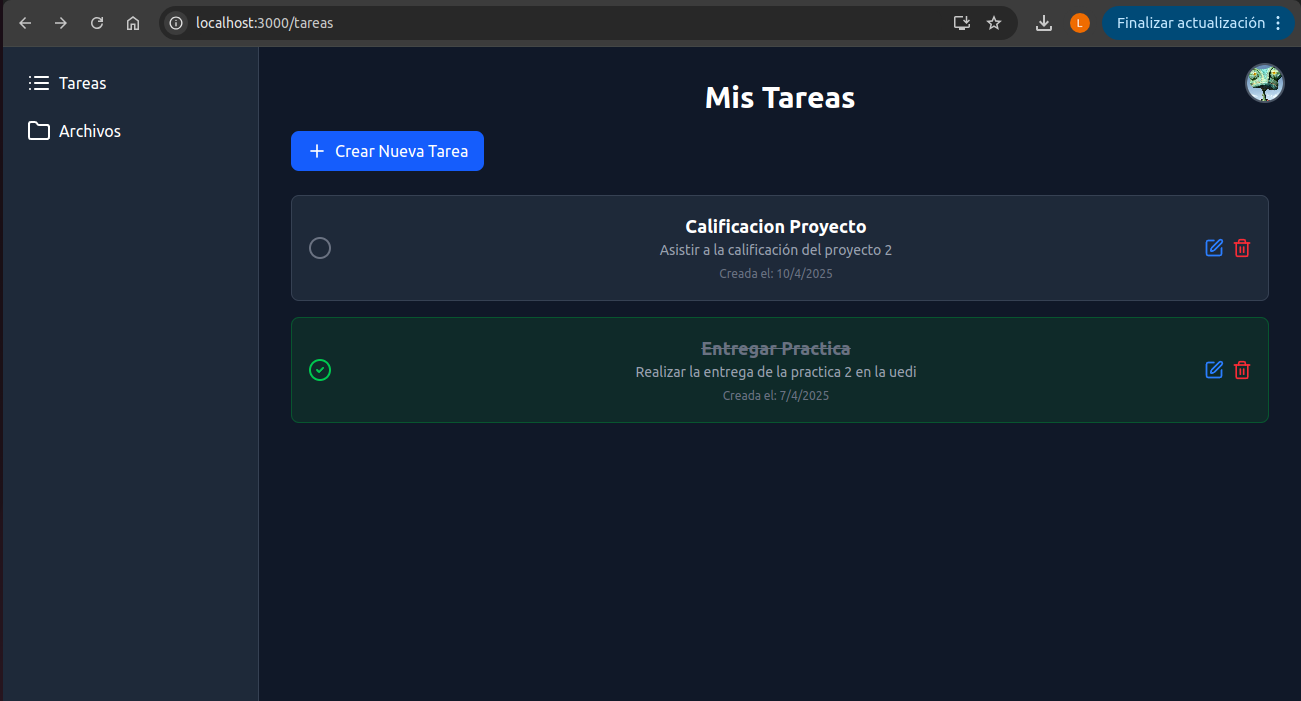 localhost:3000/tareas
L
Finalizar actualización
Tareas
Archivos
Mis Tareas
Crear Nueva Tarea
Calificacion Proyecto
Asistir a la calificación del proyecto 2
Creada el: 10/4/2025
Entregar Practica
Realizar la entrega de la practica 2 en la uedi
Creada el: 7/4/2025